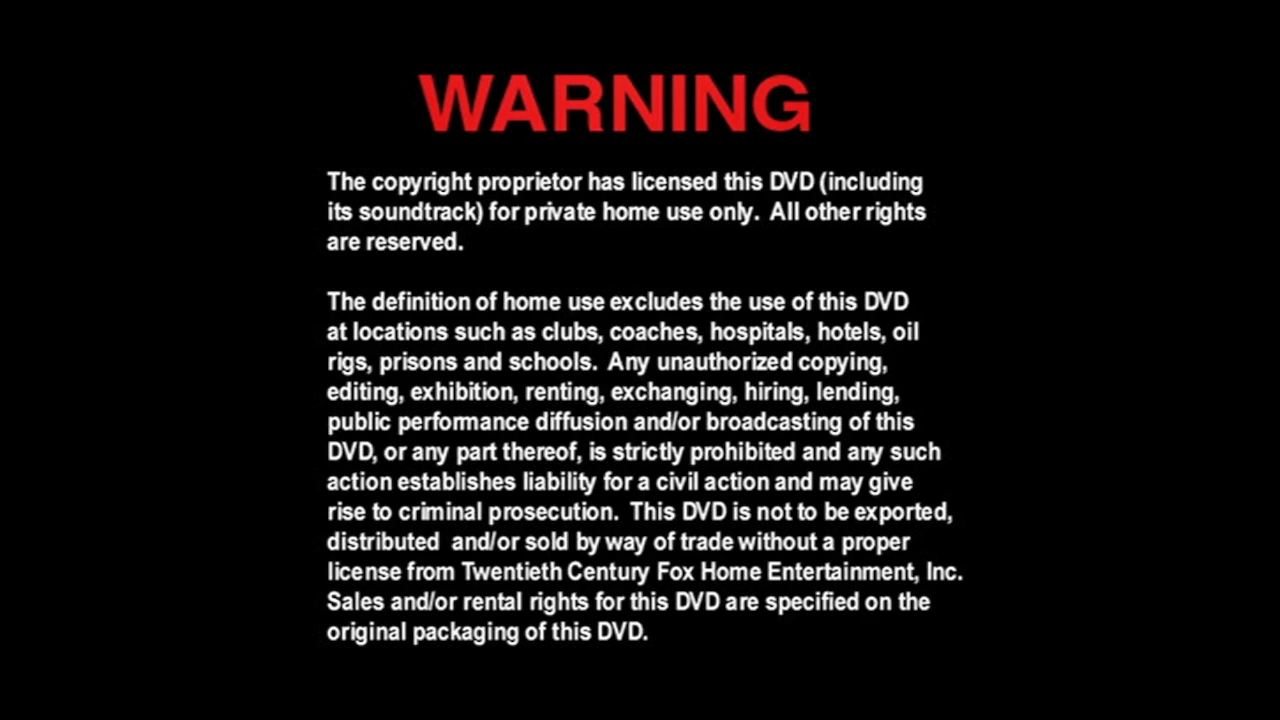 WARNING
The copyright proprietor has licensed this DVD (including
its soundtrack) for private home use only.  All other rights
are reserved.
The definition of home use excludes the use of this DVD
at locations such as clubs, coaches, hospitals, hotels, oil
rigs, prisons and schools.  Any unauthorized copying,
editing, exhibition, renting, exchanging, hiring, lending,
public performance diffusion and/or broadcasting of this
DVD, or any part thereof, is strictly prohibited and any such
action establishes liability for a civil action and may give
rise to criminal prosecution.  This DVD is not to be exported,
distributed  and/or sold by way of trade without a proper
license from Twentieth Century Fox Home Entertainment, Inc.
Sales and/or rental rights for this DVD are specified on the
original packaging of this DVD.